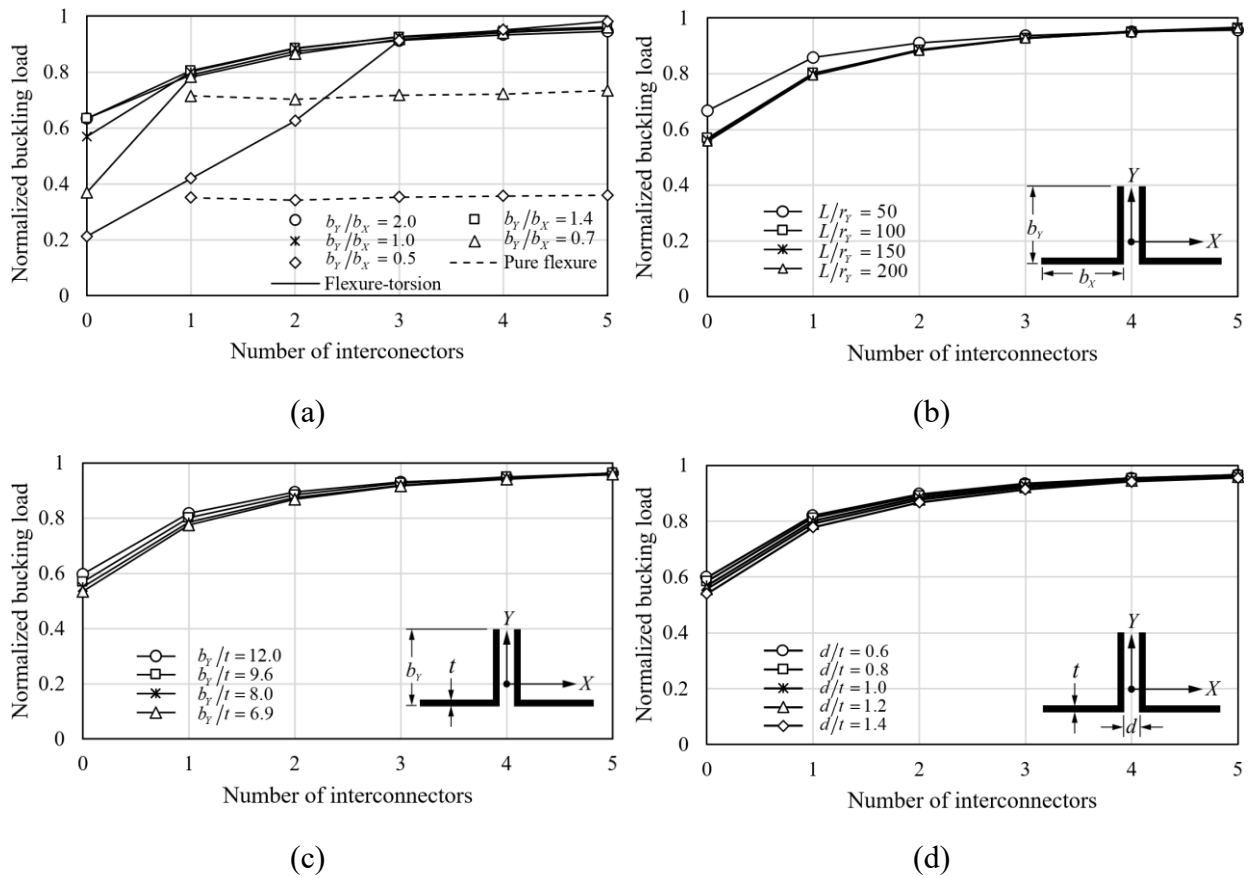 Normalized buckling load
1
0.8
0.6
0.4
0.2
0
0 1 2 3 4 5
b_Y/b_X = 2.0
b_Y/b_X = 1.4
b_Y/b_X = 1.0
b_Y/b_X = 0.7
b_Y/b_X = 0.5
Pure flexure
Flexure-torsion
Number of interconectors
(a)
Normalized buckling load
1
0.8
0.6
0.4
0.2
0
0 1 2 3 4 5
L/r_Y = 50
L/r_Y = 100
L/r_Y = 150
L/r_Y = 200
Y
b_Y
X
b_X
Number of interconnectors
(b)
Normalized bucking load
1
0.8
0.6
0.4
0.2
0
0 1 2 3 4 5
b_Y/t = 12.0
b_Y/t = 9.6
b_Y/t = 8.0
b_Y/t = 6.9
Y
b_Y
t
X
Number of interconnectors
(c)
Normalized bucking load
1
0.8
0.6
0.4
0.2
0
0 1 2 3 4 5
d/t = 0.6
d/t = 0.8
d/t = 1.0
d/t = 1.2
d/t = 1.4
Y
t
X
d
Number of interconnectors
(d)